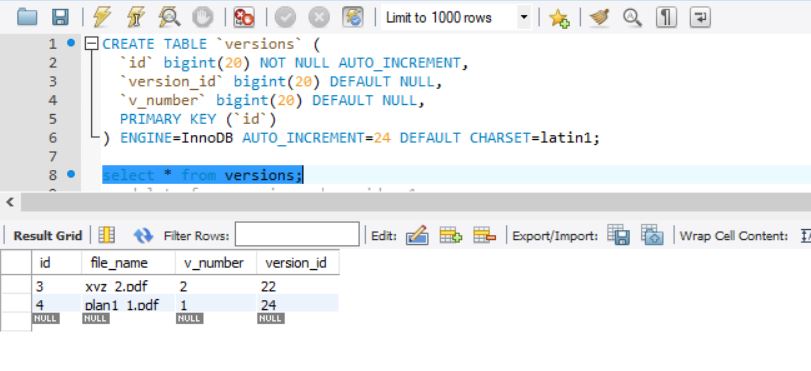 Limit to 1000 rows
1 CREATE TABLE `versions` (
2 `id` bigint(20) NOT NULL AUTO_INCREMENT,
3 `version_id` bigint(20) DEFAULT NULL,
4 `v_number` bigint(20) DEFAULT NULL,
5 PRIMARY KEY (`id`)
6 ) ENGINE=InnoDB AUTO_INCREMENT=24 DEFAULT CHARSET=latin1;
7
8 select * from versions;
Result Grid Filter Rows: Edit: Export/Import: Wrap Cell Content:
id file_name v_number version_id
3 xyz_2.pdf 2 22
4 plan1_1.pdf 1 24
NULL NULL NULL NULL